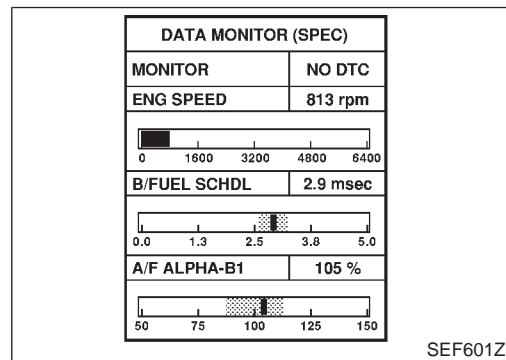 DATA MONITOR (SPEC)
MONITOR NO DTC
ENG SPEED 813 rpm
0 1600 3200 4800 6400
B/FUEL SCHDL 2.9 msec
0.0 1.3 2.5 3.8 5.0
A/F ALPHA-B1 105 %
50 75 100 125 150
SEF601Z